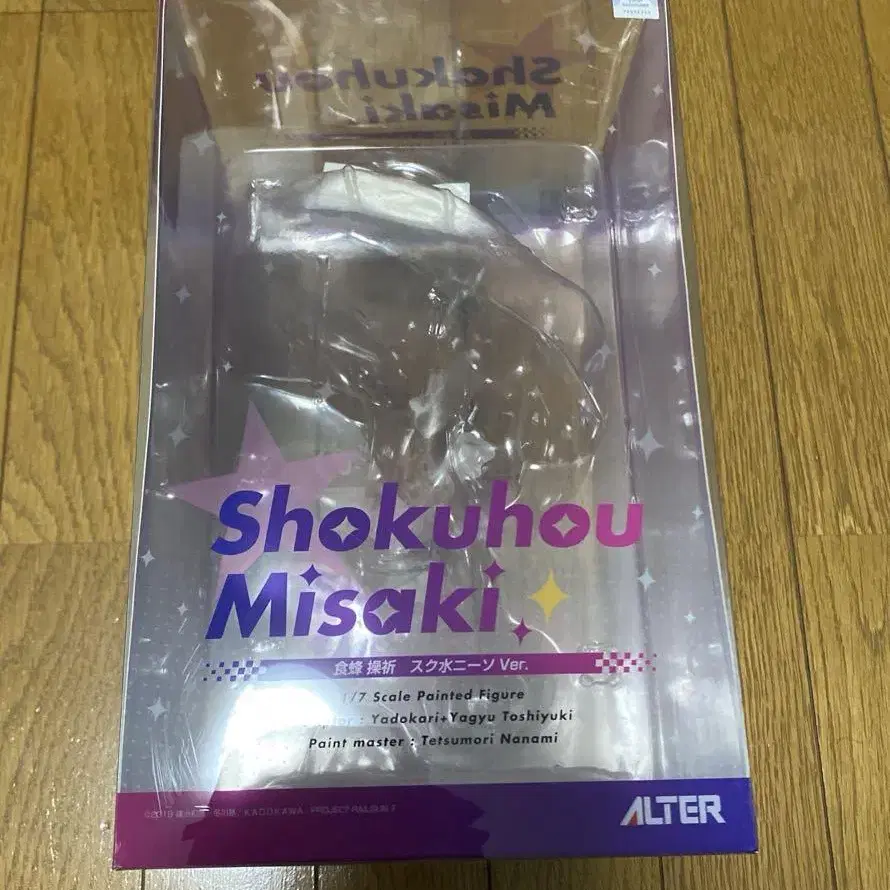 Shokuhou
Misaki
Shokuhou
Misaki
食蜂 操祈 スク水ニーソ Ver.
1/7 Scale Painted Figure
: Yadokari+Yagyu Toshiyuki
Paint master : Tetsumori Nanami
KADOKAWA
ALTER